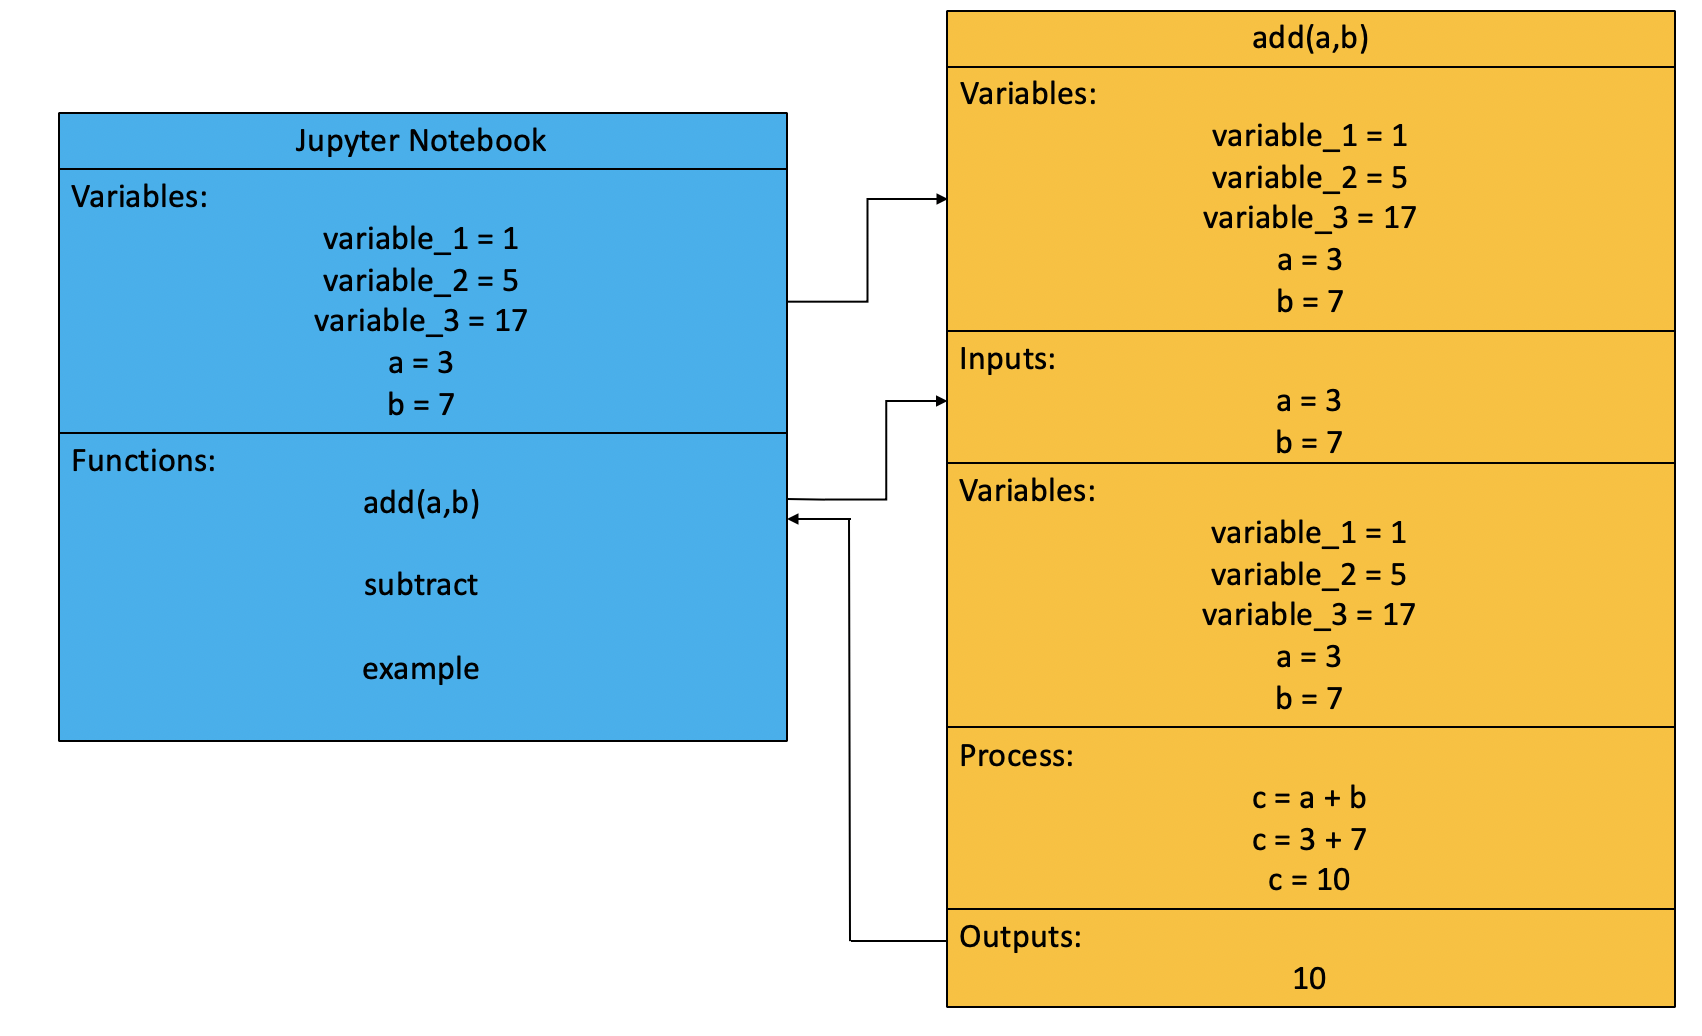 Jupyter Notebook
Variables:
variable_1 = 1
variable_2 = 5
variable_3 = 17
a = 3
b = 7
Functions:
add(a,b)
subtract
example
add(a,b)
Variables:
variable_1 = 1
variable_2 = 5
variable_3 = 17
a = 3
b = 7
Inputs:
a = 3
b = 7
Variables:
variable_1 = 1
variable_2 = 5
variable_3 = 17
a = 3
b = 7
Process:
c = a + b
c = 3 + 7
c = 10
Outputs:
10